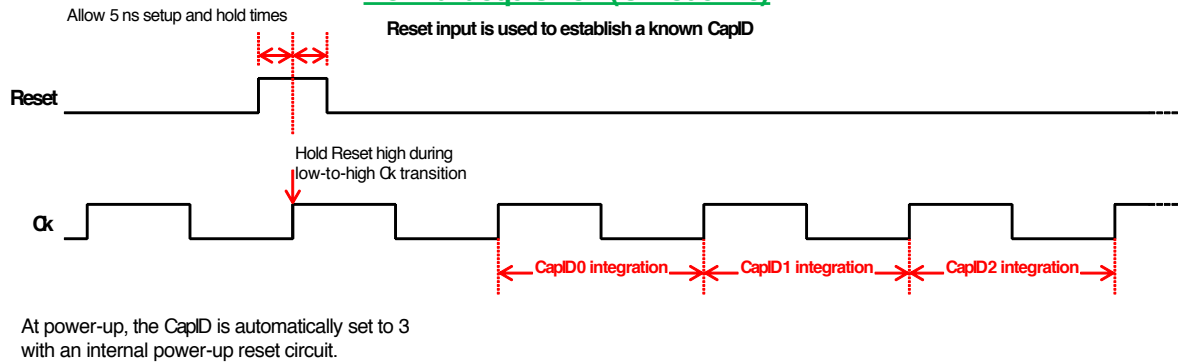 Allow 5 ns setup and hold times
Reset input is used to establish a known CapID
Reset
Hold Reset high during
low-to-high Ck transition
Ck
CapID0 integration
CapID1 integration
CapID2 integration
At power-up, the CapID is automatically set to 3
with an internal power-up reset circuit.